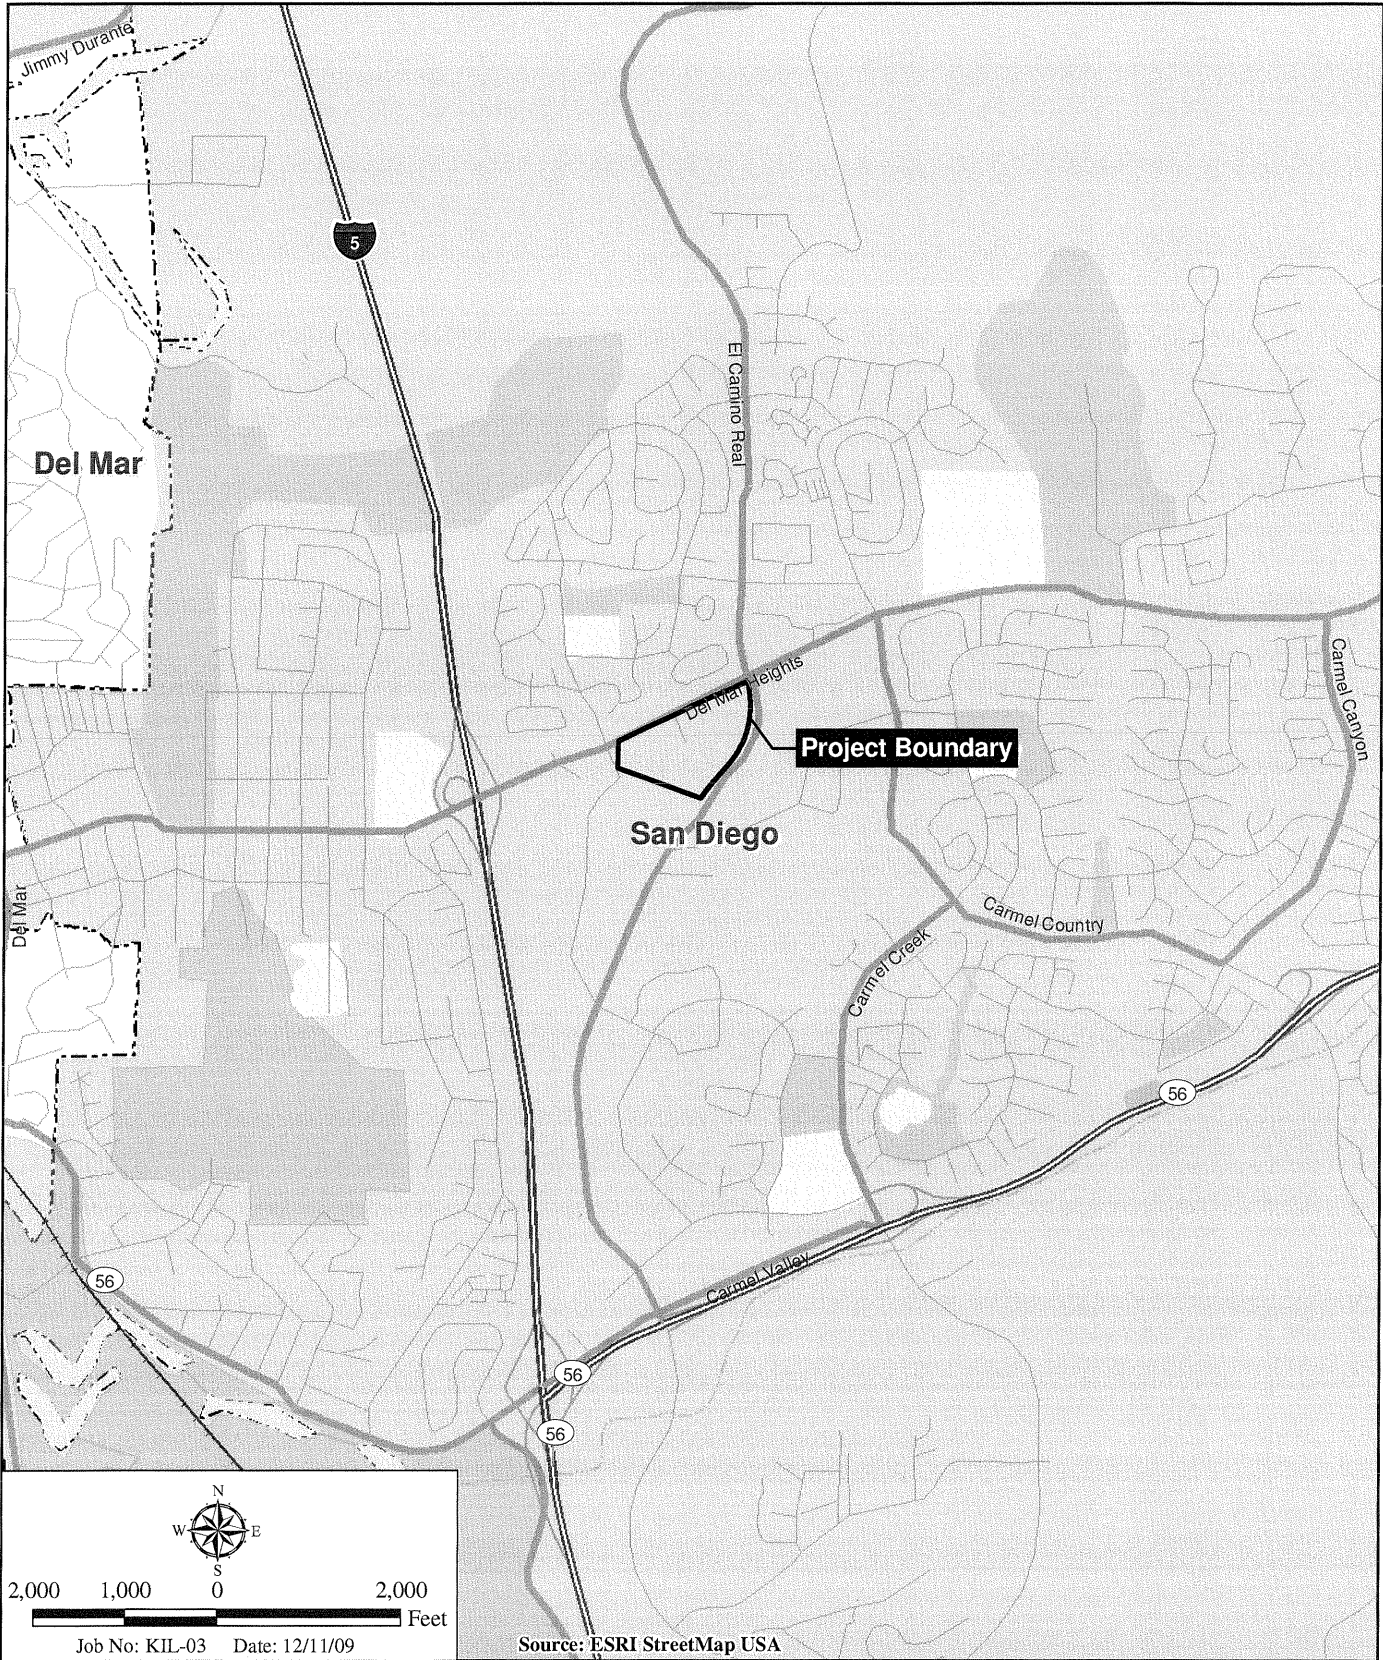 Jimmy Durante
5
El Camino Real
Del Mar
Del Mar Heights
Project Boundary
Carmel Canyon
San Diego
Del Mar
Carmel Country
Carmel Creek
56
56
Carmel Valley
56
56
N
W E
S
2,000 1,000 0 2,000
Feet
Job No: KIL-03 Date: 12/11/09
Source: ESRI StreetMap USA